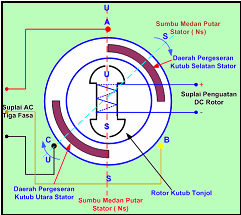 U
A
Sumbu Medan Putar
Stator ( Ns)
S
Daerah Pergeseran
Kutub Selatan Stator
Suplai AC
Tiga Fasa
+
Suplai Penguatan
DC Rotor
-
C
B
U
S
Daerah Pergeseran
Kutub Utara Stator
S
Sumbu Medan Putar
Stator ( Ns)
Rotor Kutub Tonjol